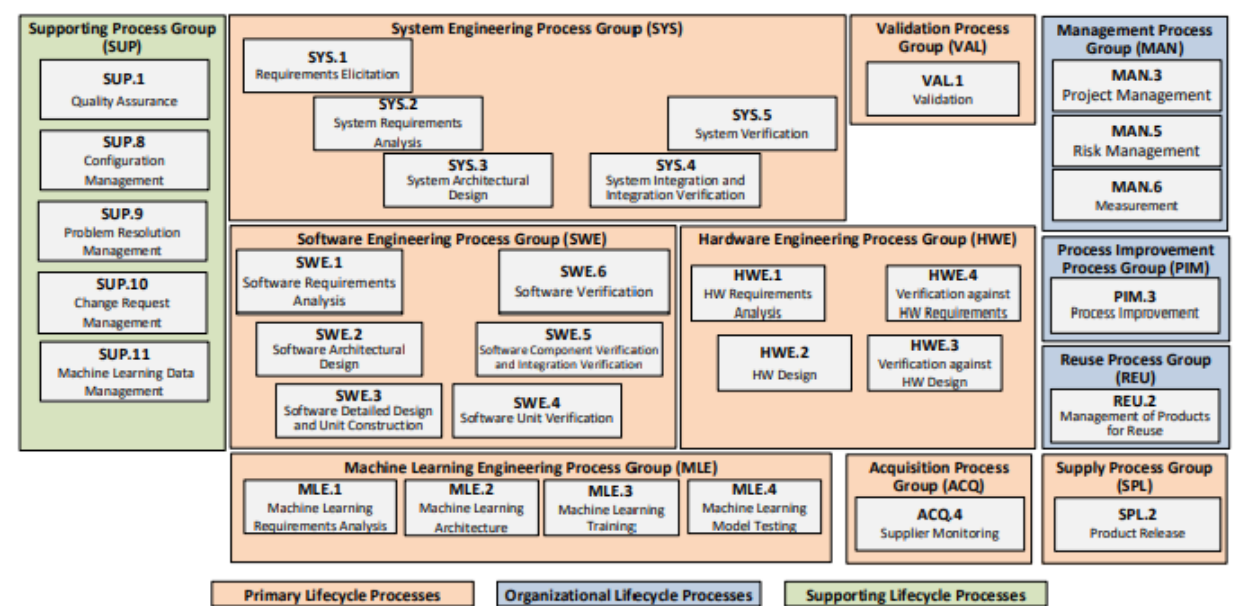 Supporting Process Group
(SUP)
SUP.1
Quality Assurance
SUP.8
Configuration
Management
SUP.9
Problem Resolution
Management
SUP.10
Change Request
Management
SUP.11
Machine Learning Data
Management
System Engineering Process Group (SYS)
SYS.1
Requirements Elicitation
SYS.2
System Requirements
Analysis
SYS.3
System Architectural
Design
SYS.4
System Integration and
Integration Verification
SYS.5
System Verification
Validation Process
Group (VAL)
VAL.1
Validation
Management Process
Group (MAN)
MAN.3
Project Management
MAN.5
Risk Management
MAN.6
Measurement
Software Engineering Process Group (SWE)
SWE.1
Software Requirements
Analysis
SWE.2
Software Architectural
Design
SWE.3
Software Detailed Design
and Unit Construction
SWE.4
Software Unit Verification
SWE.5
Software Component Verification
and Integration Verification
SWE.6
Software Verificatiion
Hardware Engineering Process Group (HWE)
HWE.1
HW Requirements
Analysis
HWE.2
HW Design
HWE.3
Verification against
HW Design
HWE.4
Verification against
HW Requirements
Process Improvement
Process Group (PIM)
PIM.3
Process Improvement
Reuse Process Group
(REU)
REU.2
Management of Products
for Reuse
Machine Learning Engineering Process Group (MLE)
MLE.1
Machine Learning
Requirements Analysis
MLE.2
Machine Learning
Architecture
MLE.3
Machine Learning
Training
MLE.4
Machine Learning
Model Testing
Acquisition Process
Group (ACQ)
ACQ.4
Supplier Monitoring
Supply Process Group
(SPL)
SPL.2
Product Release
Primary Lifecycle Processes
Organizational Lifecycle Processes
Supporting Lifecycle Processes